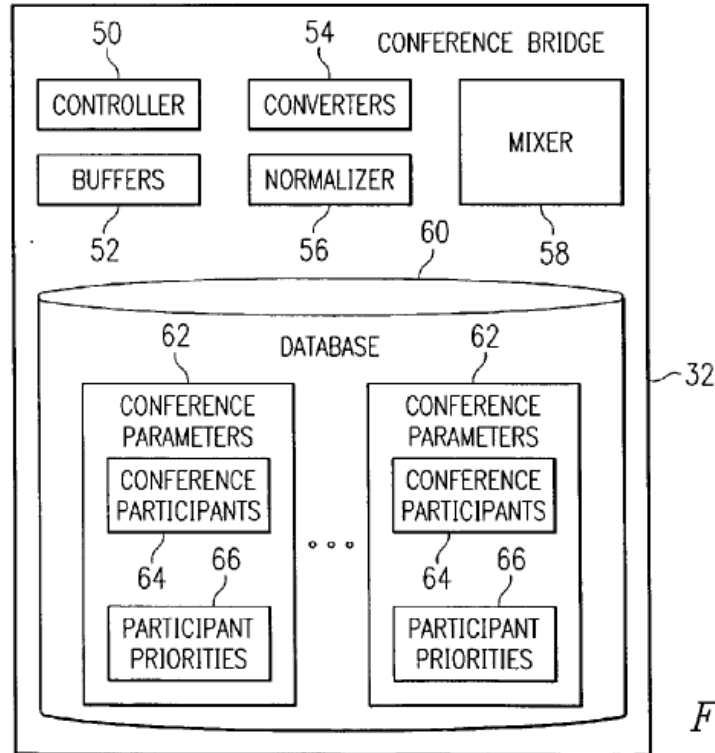 50
54
CONFERENCE BRIDGE
CONTROLLER
CONVERTERS
MIXER
BUFFERS
NORMALIZER
52
56
58
60
62
DATABASE
62
32
CONFERENCE
PARAMETERS
CONFERENCE
PARAMETERS
CONFERENCE
PARTICIPANTS
CONFERENCE
PARTICIPANTS
64
66
64
66
PARTICIPANT
PRIORITIES
PARTICIPANT
PRIORITIES
F